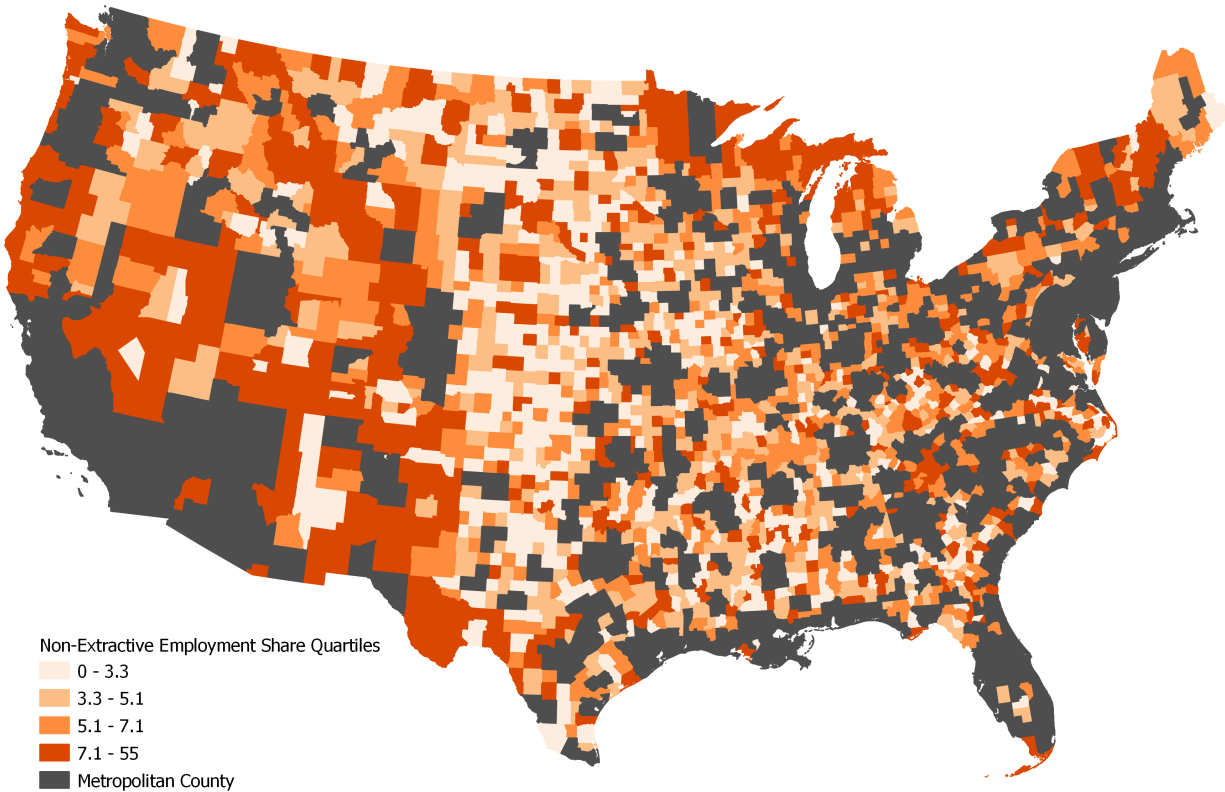 Non-Extractive Employment Share Quartiles
0 - 3.3
3.3 - 5.1
5.1 - 7.1
7.1 - 55
Metropolitan County